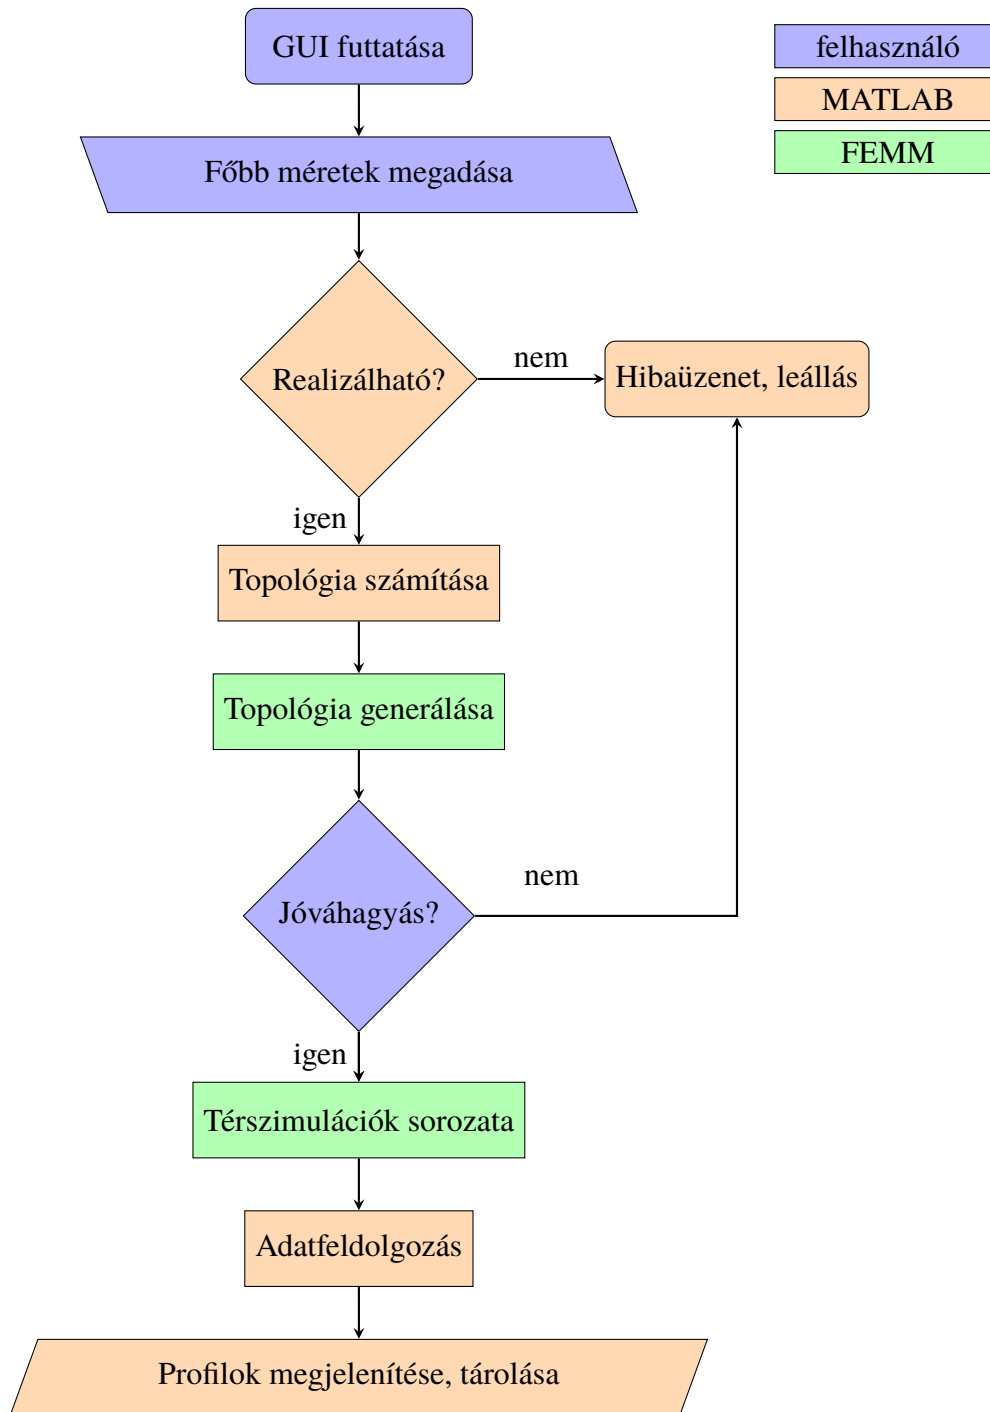 GUI futtatása
felhasználó
MATLAB
FEMM
Főbb méretek megadása
Realizálható?
nem
Hibaüzenet, leállás
igen
Topológia számítása
Topológia generálása
Jóváhagyás?
nem
igen
Térszimulációk sorozata
Adatfeldolgozás
Profilok megjelenítése, tárolása